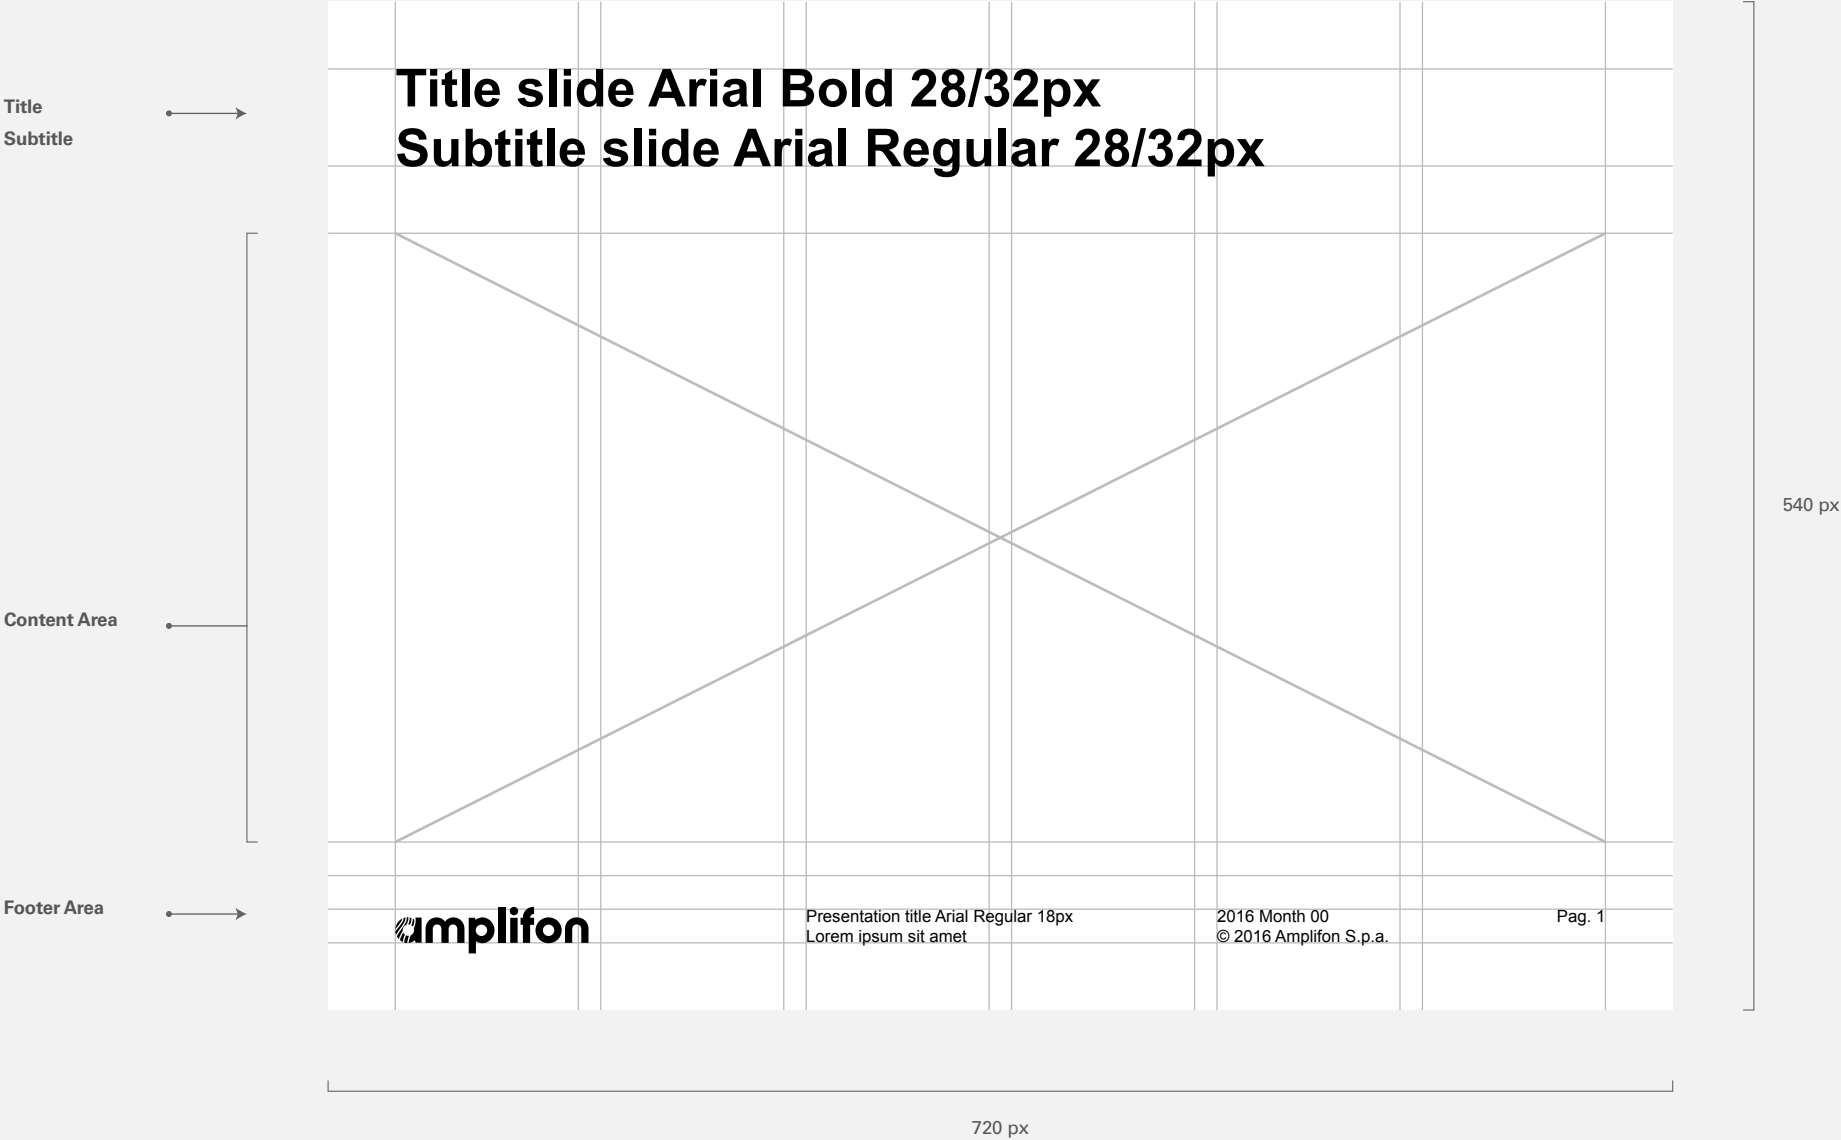 Title slide Arial Bold 28/32px
Title
Subtitle
Subtitle slide Arial Regular 28/32px
540 px
Content Area
Footer Area
amplifon
Presentation title Arial Regular 18px
Lorem ipsum sit amet
2016 Month 00
© 2016 Amplifon S.p.a.
Pag. 1
720 px